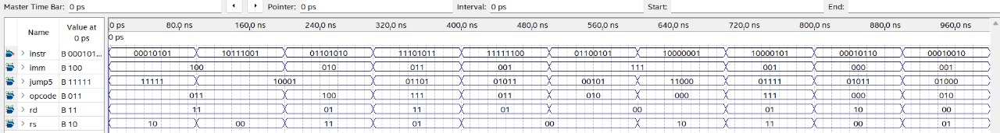 Master Time Bar: 0 ps Pointer: 0 ps Interval: 0 ps Start: End:
Name Value at 0 ps 0 ps 80,0 ns 160,0 ns 240,0 ns 320,0 ns 400,0 ns 480,0 ns 560,0 ns 640,0 ns 720,0 ns 800,0 ns 880,0 ns 960,0 ns
0 ps
instr B 000101... 00010101 10111001 01101010 11101011 11111100 01100101 10000001 10000101 00010110 00010010
imm B 100 100 010 011 001 111 001 000 001
jump5 B 11111 11111 10001 01101 01011 00101 11000 01111 01011 01000
opcode B 011 011 100 111 011 010 000 111 000 010
rd B 11 11 01 11 01 00 01 10 00
rs B 10 10 00 11 01 00 10 11 00 01